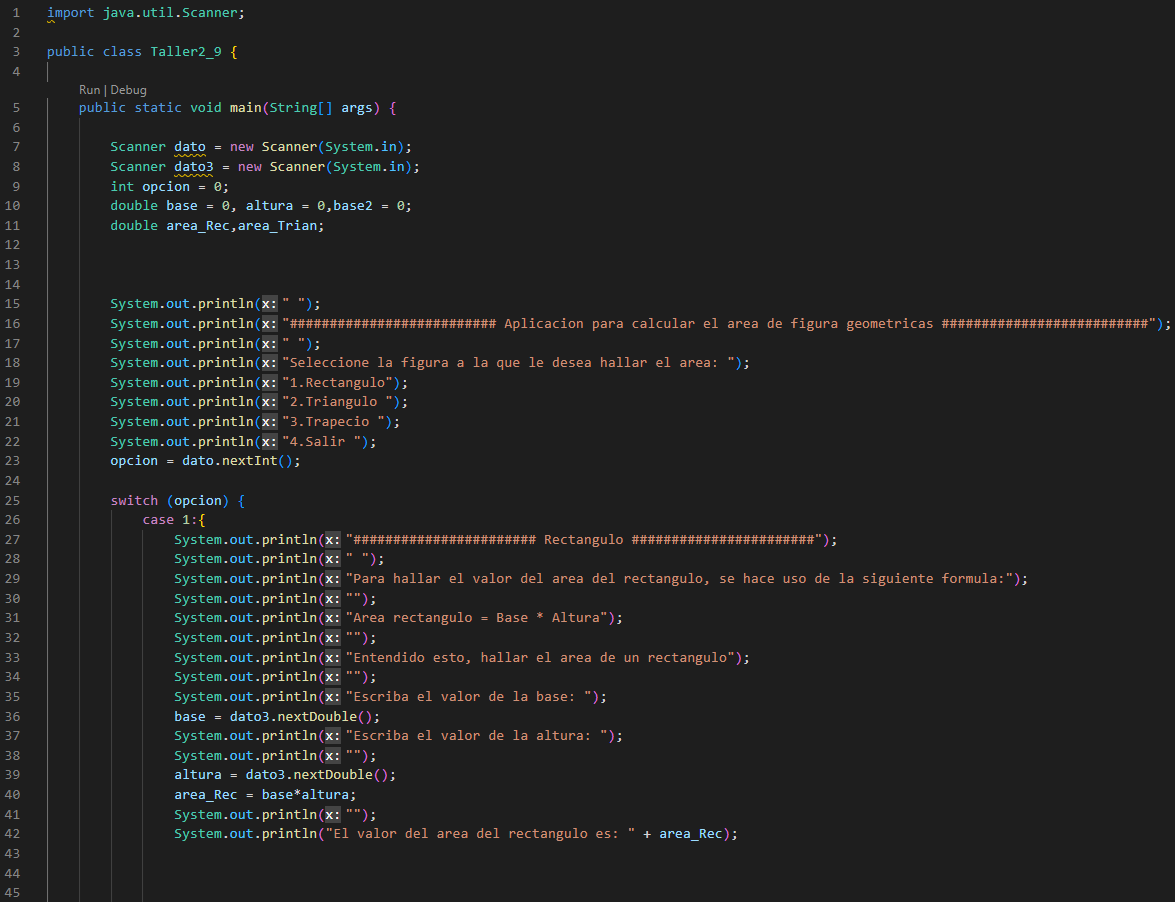 1 import java.util.Scanner;
2
3 public class Taller2_9 {
4
Run | Debug
5 public static void main(String[] args) {
6
7 Scanner dato = new Scanner(System.in);
8 Scanner dato3 = new Scanner(System.in);
9 int opcion = 0;
10 double base = 0, altura = 0,base2 = 0;
11 double area_Rec,area_Trian;
12
13
14
15 System.out.println(x: " ");
16 System.out.println(x: "########################## Aplicacion para calcular el area de figura geometricas ##########################");
17 System.out.println(x: " ");
18 System.out.println(x: "Seleccione la figura a la que le desea hallar el area: ");
19 System.out.println(x: "1.Rectangulo");
20 System.out.println(x: "2.Triangulo ");
21 System.out.println(x: "3.Trapecio ");
22 System.out.println(x: "4.Salir ");
23 opcion = dato.nextInt();
24
25 switch (opcion) {
26 case 1:{
27 System.out.println(x: "####################### Rectangulo #######################");
28 System.out.println(x: " ");
29 System.out.println(x: "Para hallar el valor del area del rectangulo, se hace uso de la siguiente formula:");
30 System.out.println(x: "");
31 System.out.println(x: "Area rectangulo = Base * Altura");
32 System.out.println(x: "");
33 System.out.println(x: "Entendido esto, hallar el area de un rectangulo");
34 System.out.println(x: "");
35 System.out.println(x: "Escriba el valor de la base: ");
36 base = dato3.nextDouble();
37 System.out.println(x: "Escriba el valor de la altura: ");
38 System.out.println(x: "");
39 altura = dato3.nextDouble();
40 area_Rec = base*altura;
41 System.out.println(x: "");
42 System.out.println("El valor del area del rectangulo es: " + area_Rec);
43
44
45